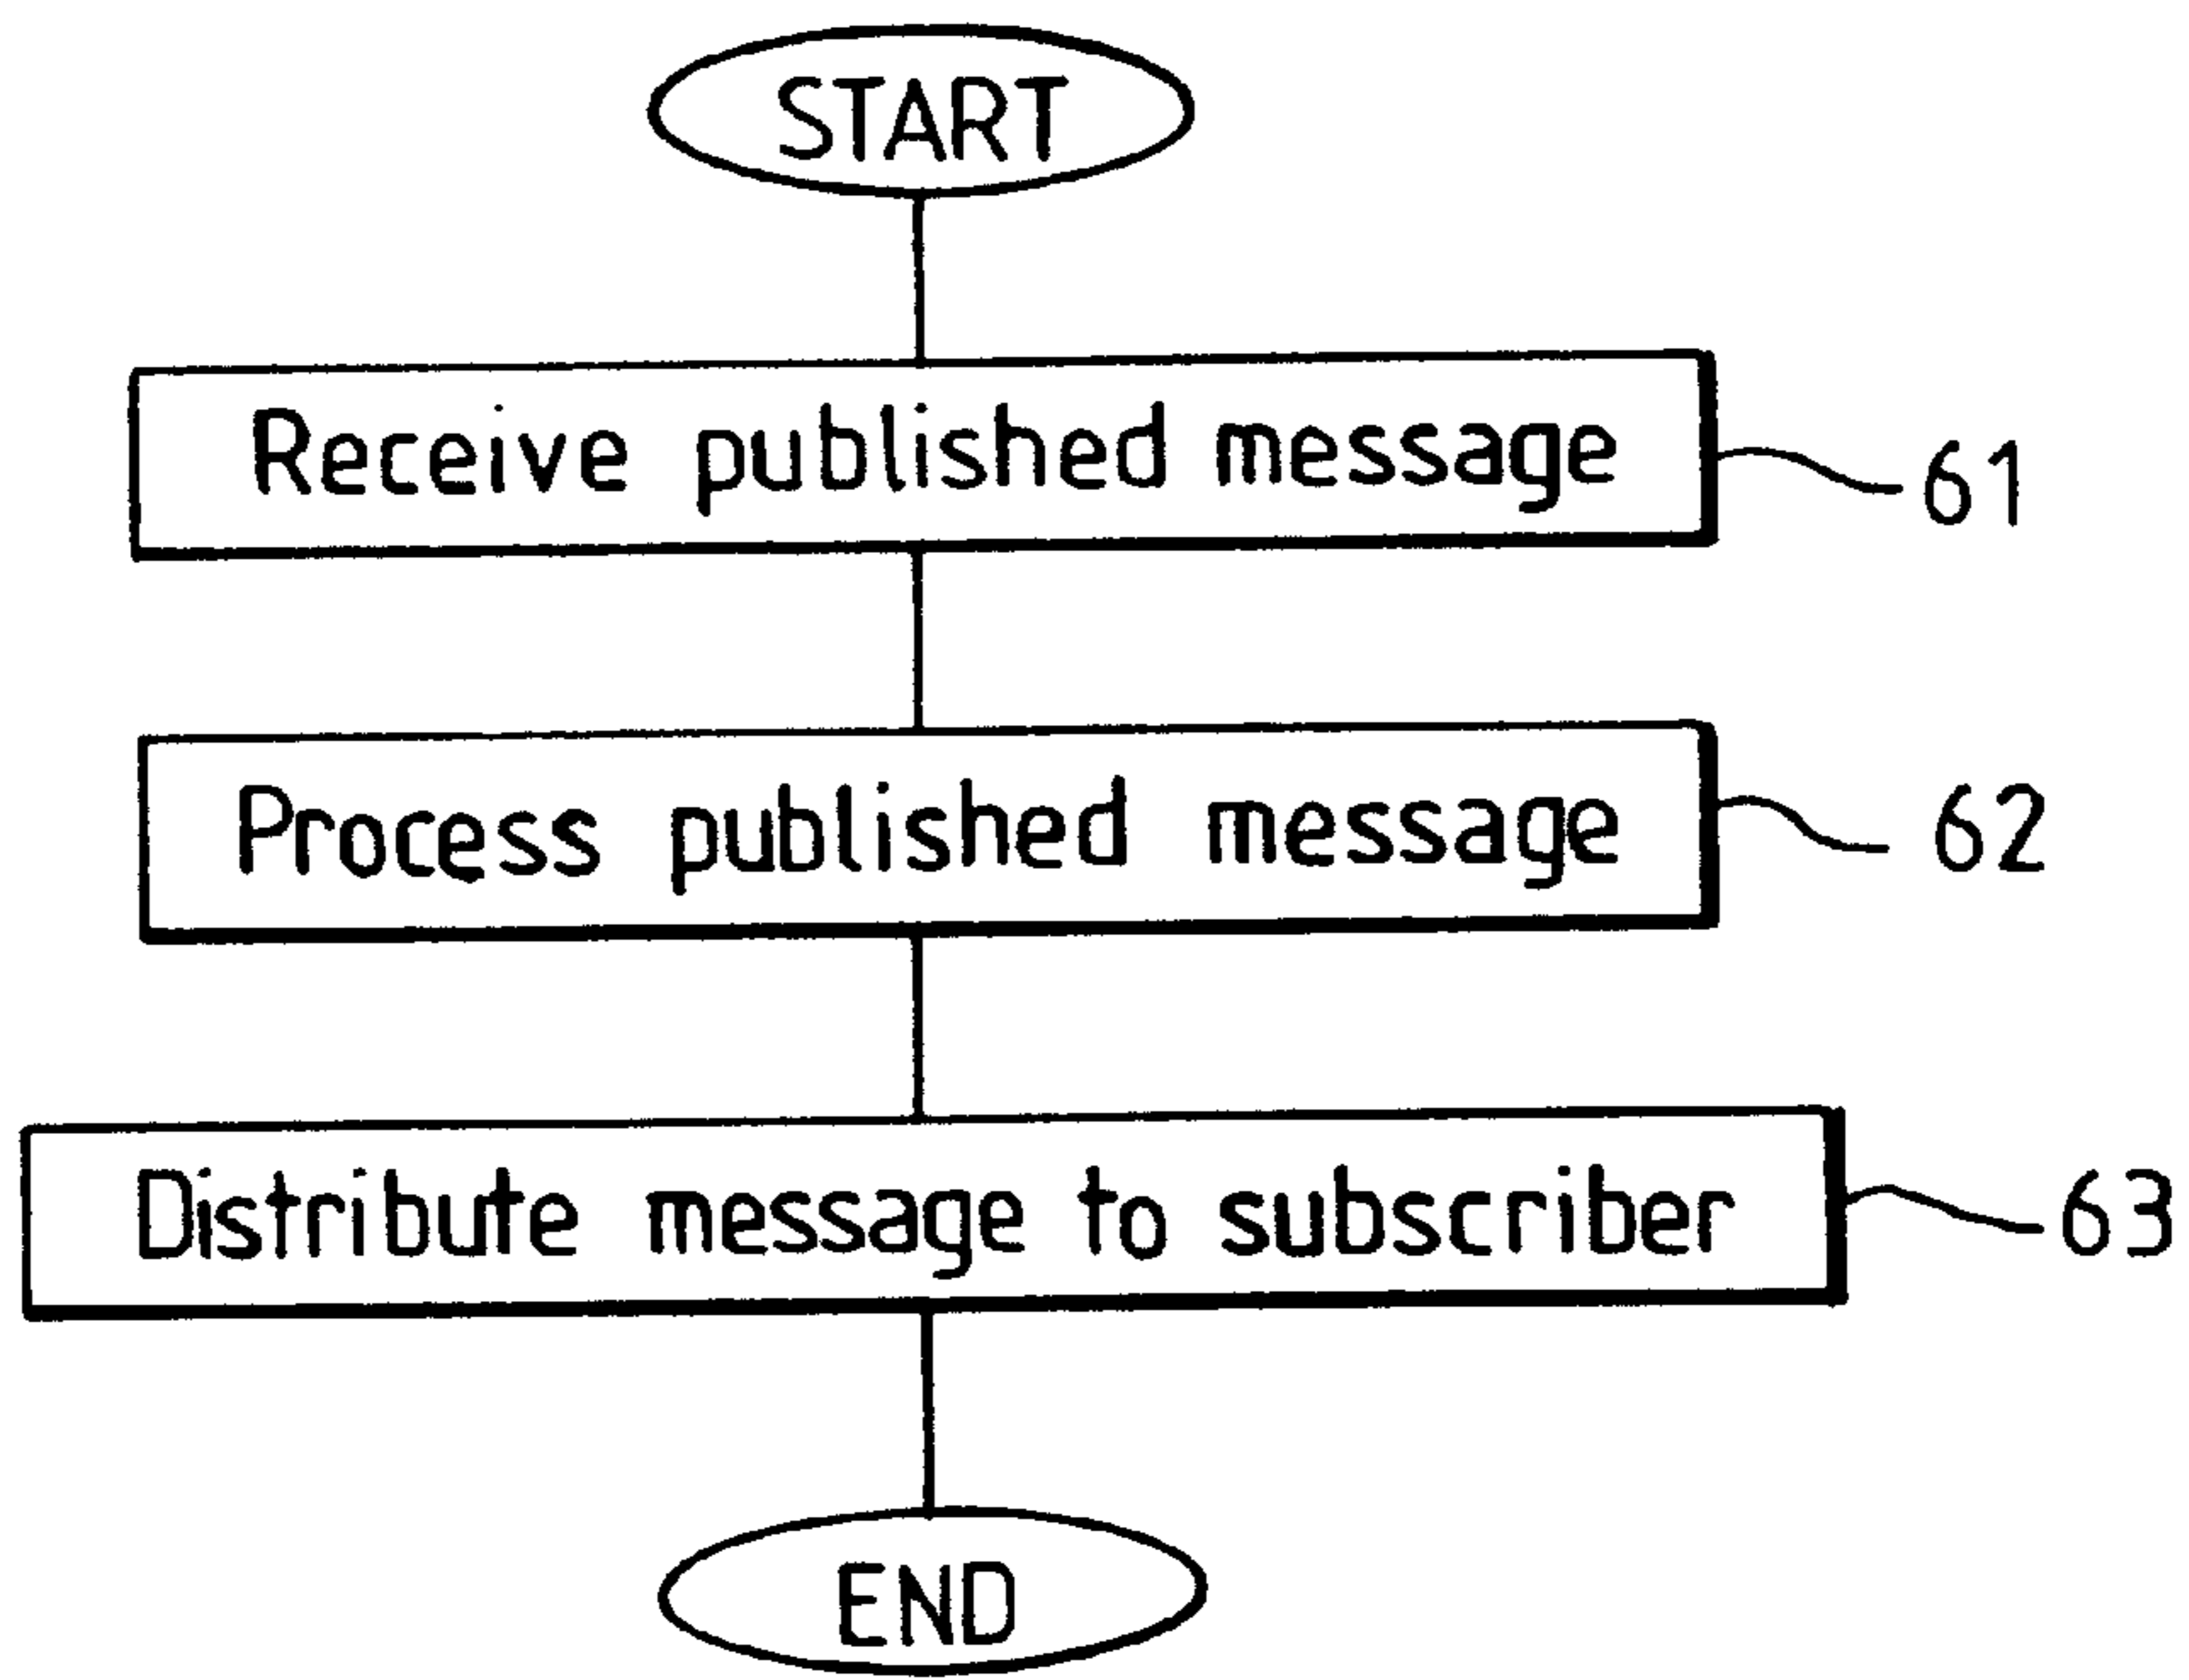 START
Receive published message
61
Process published message
62
Distribute message to subscriber
63
END